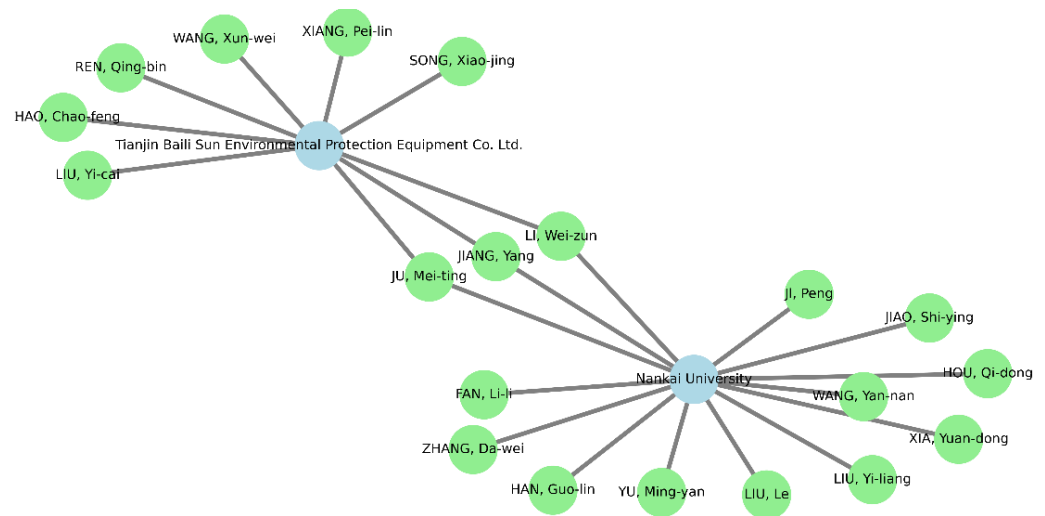 XIANG, Pei-lin
WANG, Xun-wei
SONG, Xiao-jing
REN, Qing-bin
HAO, Chao-feng
Tianjin Baili Sun Environmental Protection Equipment Co. Ltd.
LIU, Yi-cai
LI, Wei-zun
JIANG, Yang
JU, Mei-ting
JI, Peng
JIAO, Shi-ying
HOU, Qi-dong
Nankai University
FAN, Li-li
WANG, Yan-nan
XIA, Yuan-dong
ZHANG, Da-wei
LIU, Yi-liang
HAN, Guo-lin
YU, Ming-yan
LIU, Le